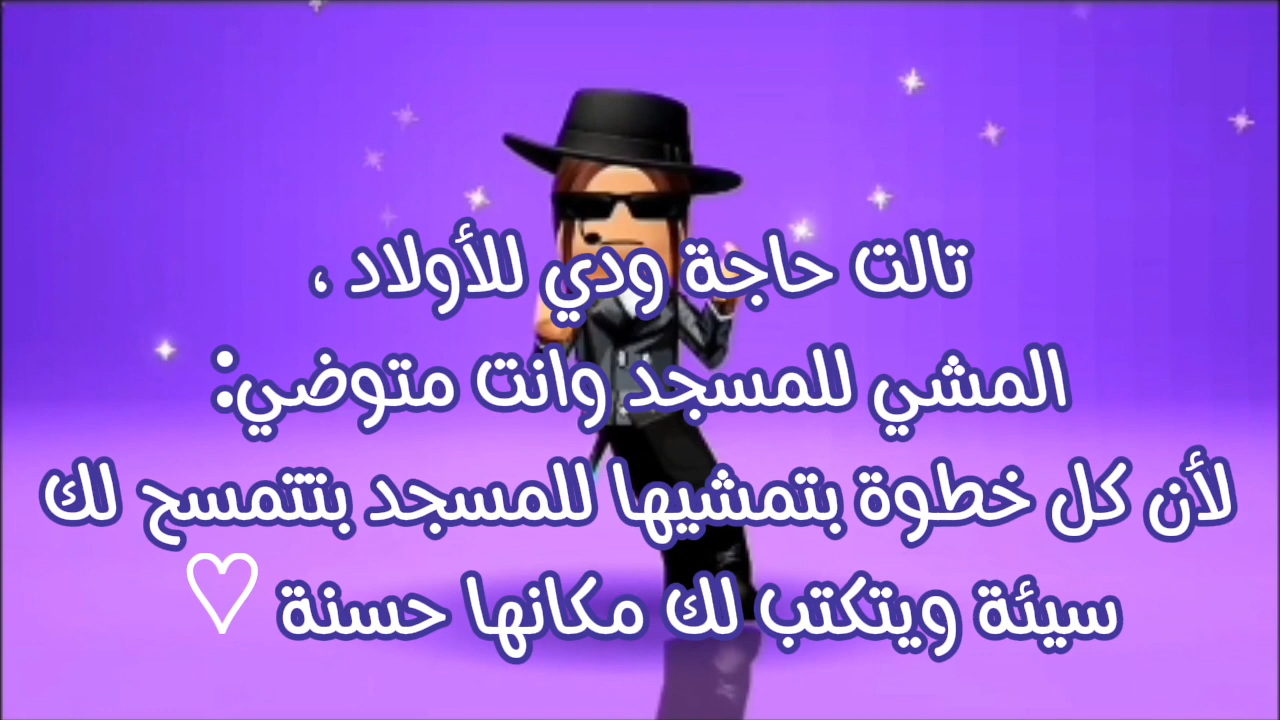 تالت حاجة ودي للأولاد ،
المشي للمسجد وانت متوضي:
لأن كل خطوة بتمشيها للمسجد بتتمسح لك
سيئة ويتكتب لك مكانها حسنة ♡